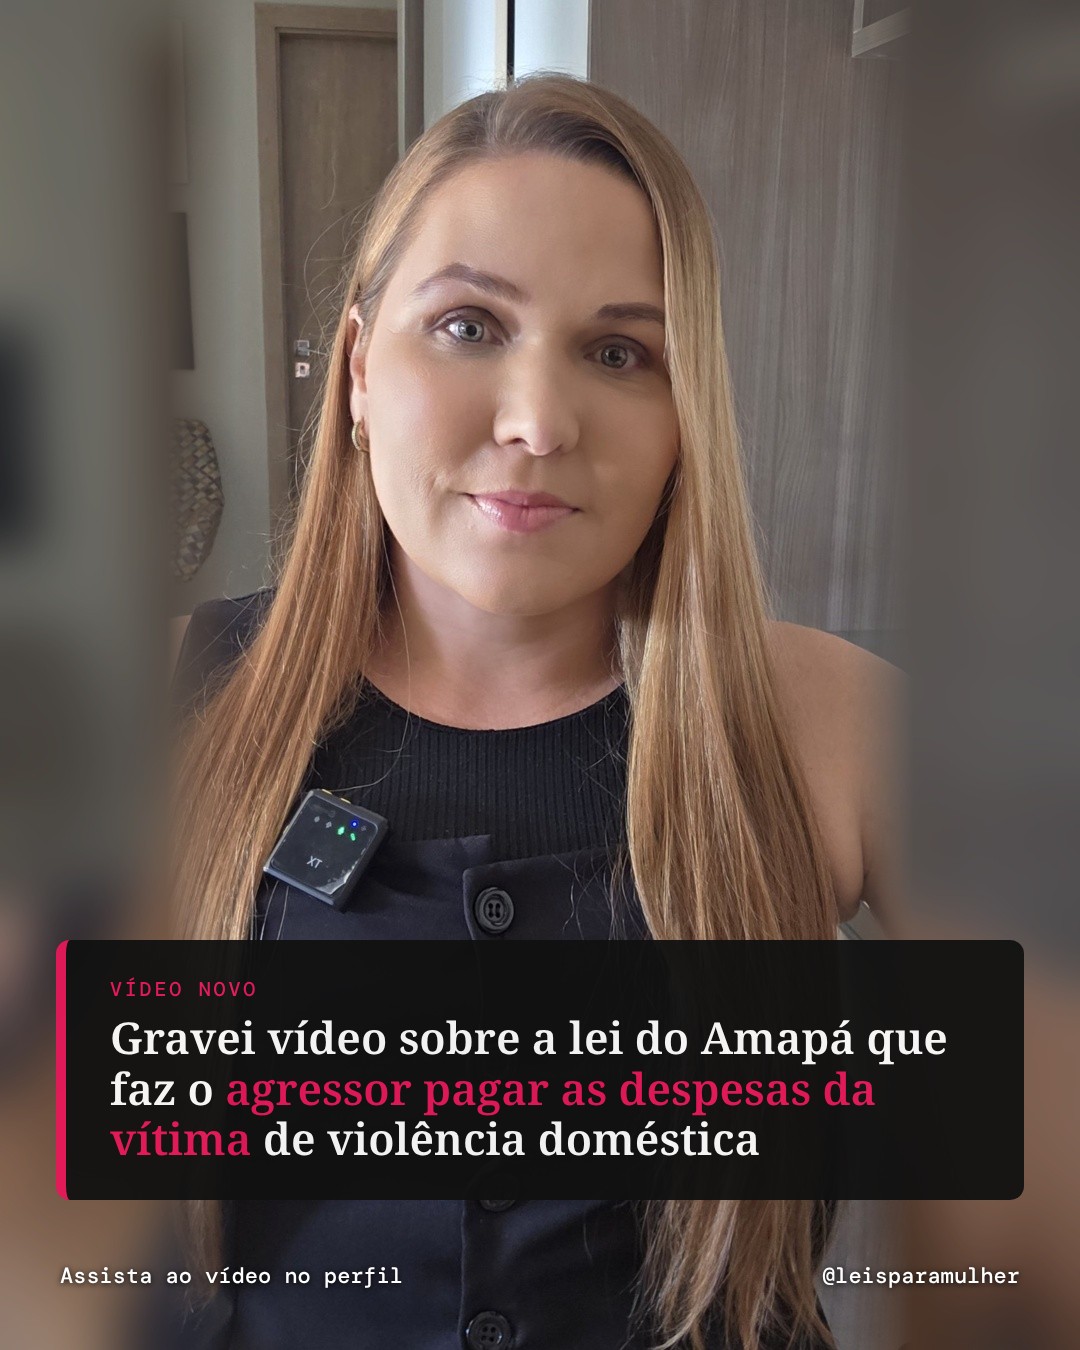 XT
VÍDEO NOVO
Gravei vídeo sobre a lei do Amapá que
faz o agressor pagar as despesas da
vítima de violência doméstica
Assista ao vídeo no perfil
@leisparamulher